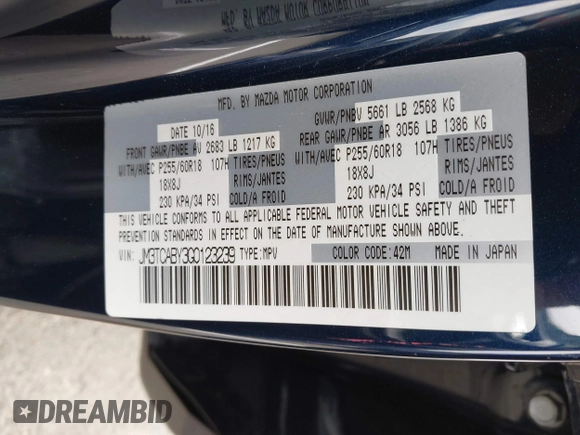 MFD. BY MAZDA MOTOR CORPORATION
DATE 10/16 GVWR/PNBV 5661 LB 2568 KG
FRONT GAWR/PNBE AV 2683 LB 1217 KG REAR GAWR/PNBE AR 3056 LB 1386 KG
WITH/AVEC P255/60R18 107H TIRES/PNEUS WITH/AVEC P255/60R18 107H TIRES/PNEUS
18X8J RIMS/JANTES 18X8J RIMS/JANTES
230 KPA/34 PSI COLD/A FROID 230 KPA/34 PSI COLD/A FROID
THIS VEHICLE CONFORMS TO ALL APPLICABLE FEDERAL MOTOR VEHICLE SAFETY AND THEFT
PREVENTION STANDARDS IN EFFECT ON THE DATE OF MANUFACTURE SHOWN ABOVE.
VIN: JM3TCABY3G0123239 TYPE: MPV COLOR CODE: 42M MADE IN JAPAN
DREAMBID